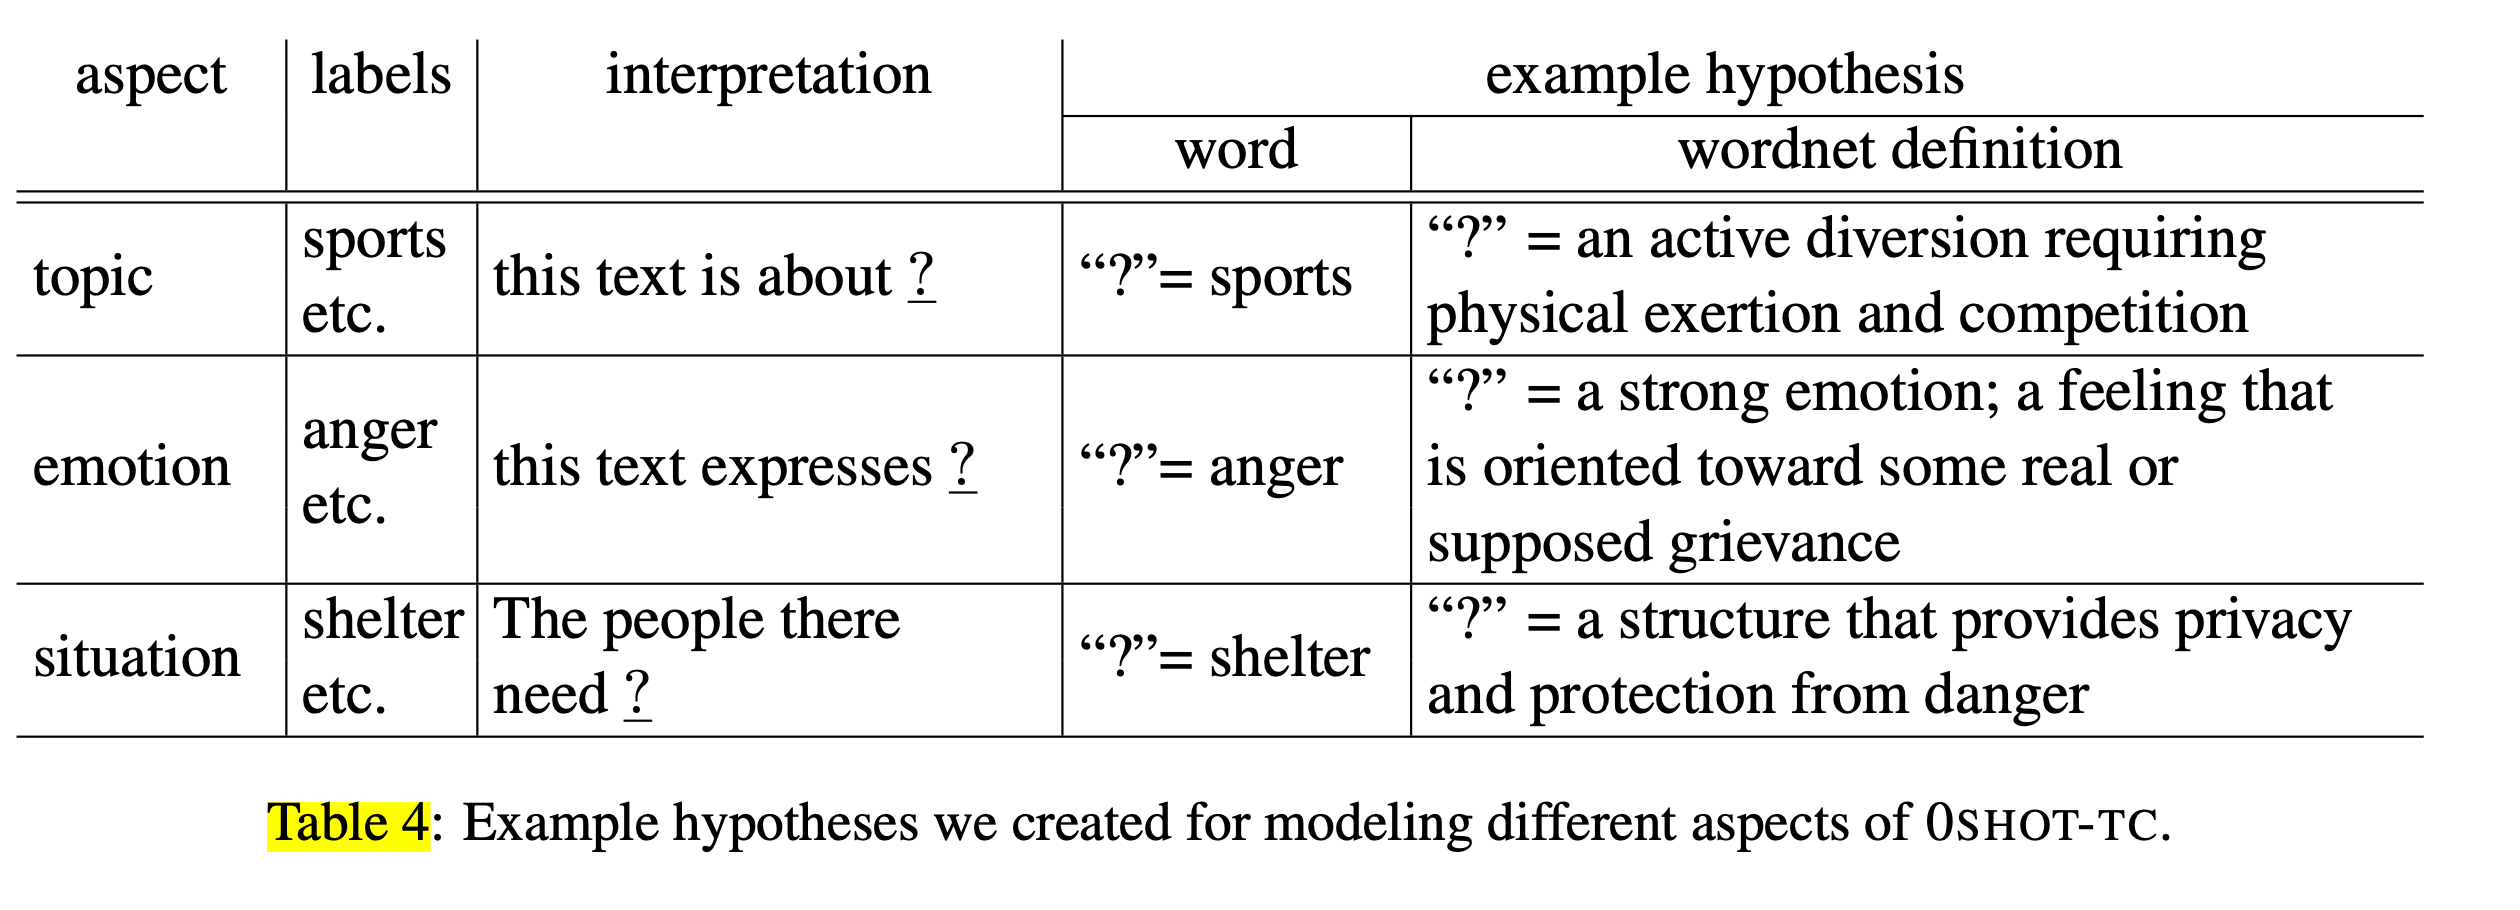 aspect labels interpretation example hypothesis
word wordnet definition
topic
sports
etc.
this text is about ?
“?”= sports
“?” = an active diversion requiring
physical exertion and competition
emotion
anger
etc.
this text expresses ?
“?”= anger
“?” = a strong emotion; a feeling that
is oriented toward some real or
supposed grievance
situation
shelter
etc.
The people there
need ?
“?”= shelter
“?” = a structure that provides privacy
and protection from danger
Table 4: Example hypotheses we created for modeling different aspects of 0SHOT-TC.